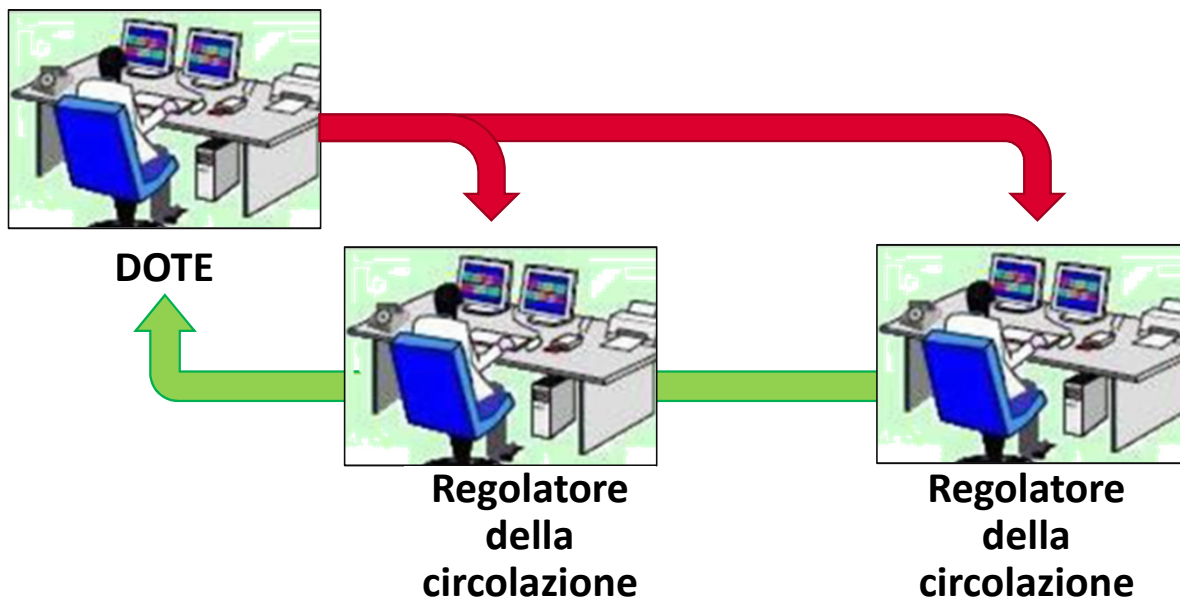 DOTE
Regolatore
della
circolazione
Regolatore
della
circolazione